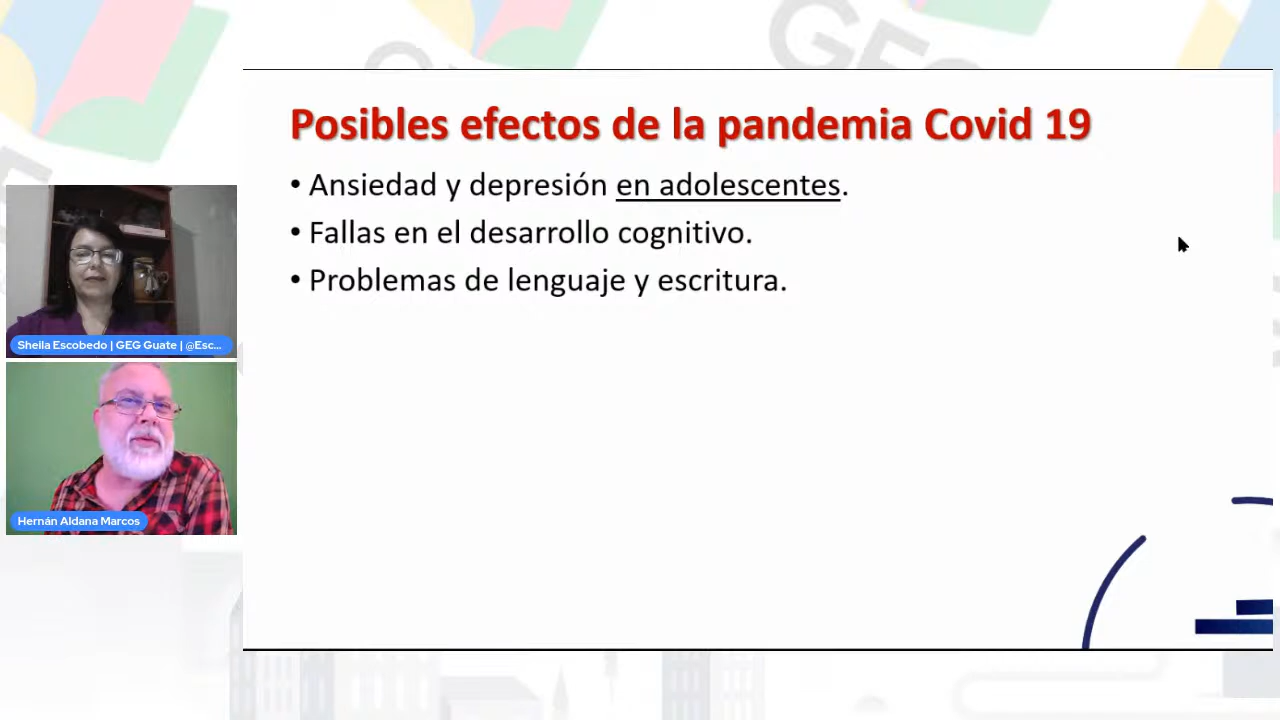 GEG
Posibles efectos de la pandemia Covid 19
• Ansiedad y depresión en adolescentes.
• Fallas en el desarrollo cognitivo.
• Problemas de lenguaje y escritura.
Sheila Escobedo | GEG Guate | @Esc...
Hernán Aldana Marcos